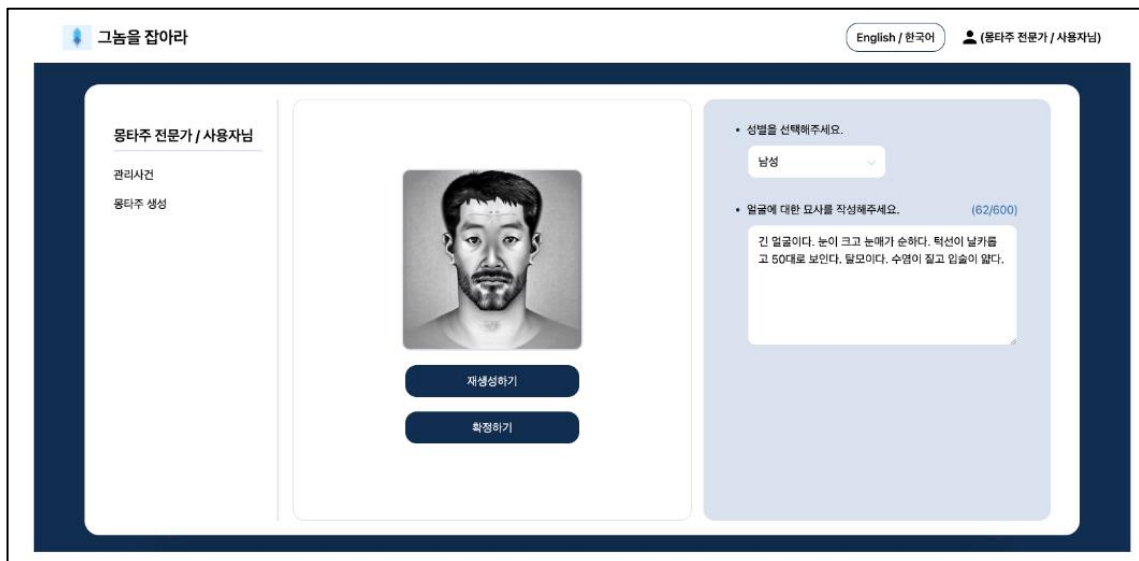 그놈을 잡아라
English / 한국어
(몽타주 전문가 / 사용자님)
몽타주 전문가 / 사용자님
관리사건
몽타주 생성
재생성하기
확정하기
• 성별을 선택해주세요.
남성
• 얼굴에 대한 묘사를 작성해주세요.
(62/600)
긴 얼굴이다. 눈이 크고 눈매가 순하다. 턱선이 날카롭
고 50대로 보인다. 탈모이다. 수염이 짙고 입술이 얇다.